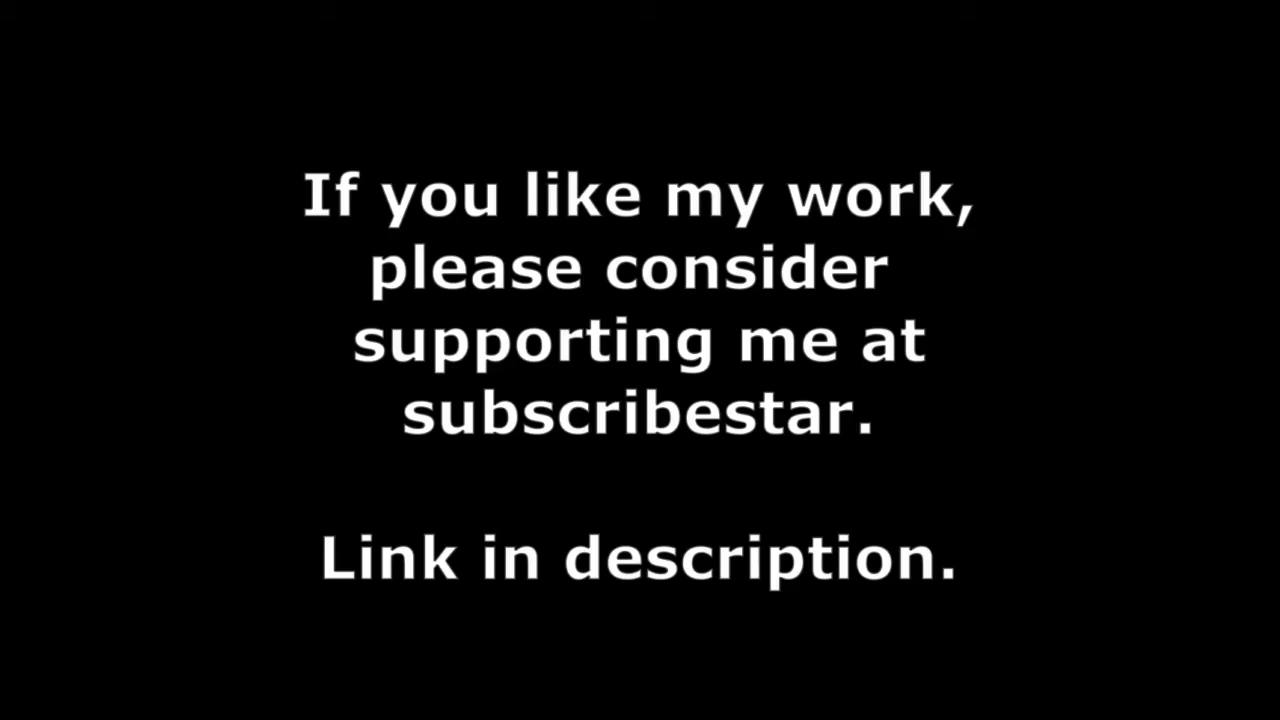 If you like my work,
please consider
supporting me at
subscribestar.
Link in description.